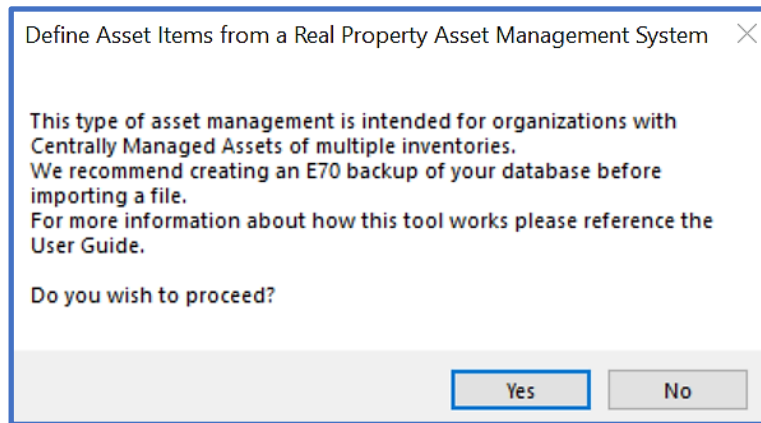 Define Asset Items from a Real Property Asset Management System
This type of asset management is intended for organizations with
Centrally Managed Assets of multiple inventories.
We recommend creating an E70 backup of your database before
importing a file.
For more information about how this tool works please reference the
User Guide.
Do you wish to proceed?
Yes
No